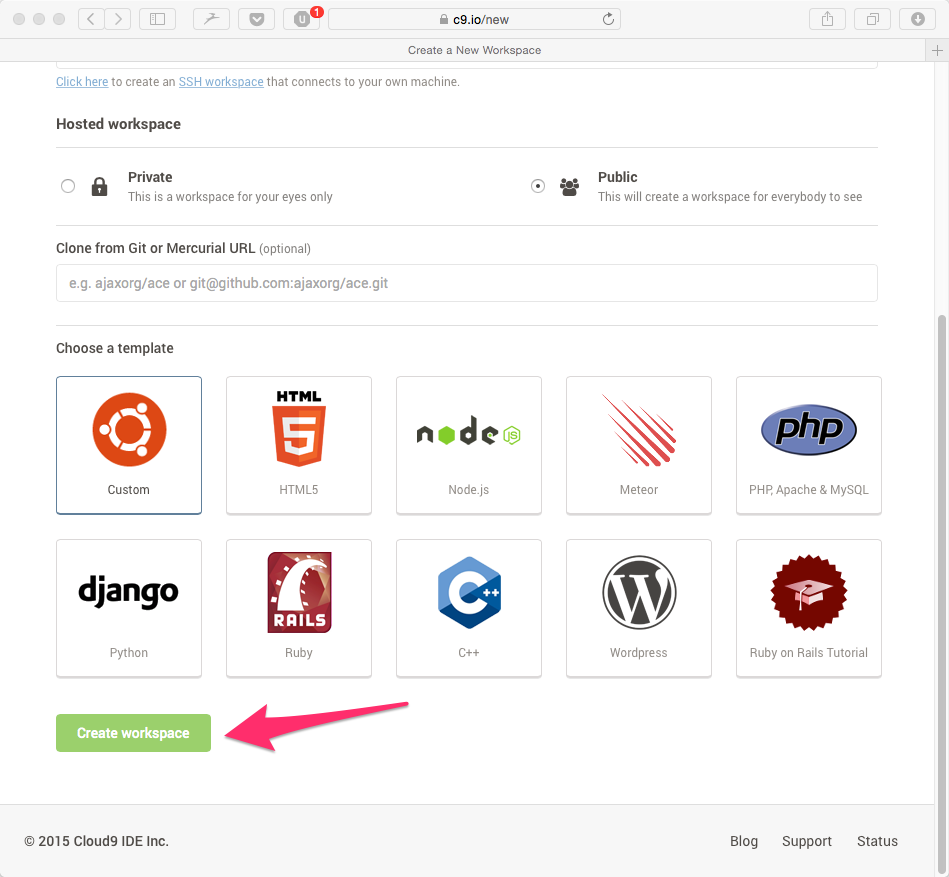 1
c9.io/new
Create a New Workspace
Click here to create an SSH workspace that connects to your own machine.
Hosted workspace
Private
This is a workspace for your eyes only
Public
This will create a workspace for everybody to see
Clone from Git or Mercurial URL (optional)
e.g. ajaxorg/ace or git@github.com:ajaxorg/ace.git
Choose a template
Custom
HTML
5
HTML5
node
JS
Node.js
Meteor
php
PHP, Apache & MySQL
django
Python
RAILS
Ruby
C++
C++
W
Wordpress
Ruby on Rails Tutorial
Create workspace
© 2015 Cloud9 IDE Inc.
Blog Support Status